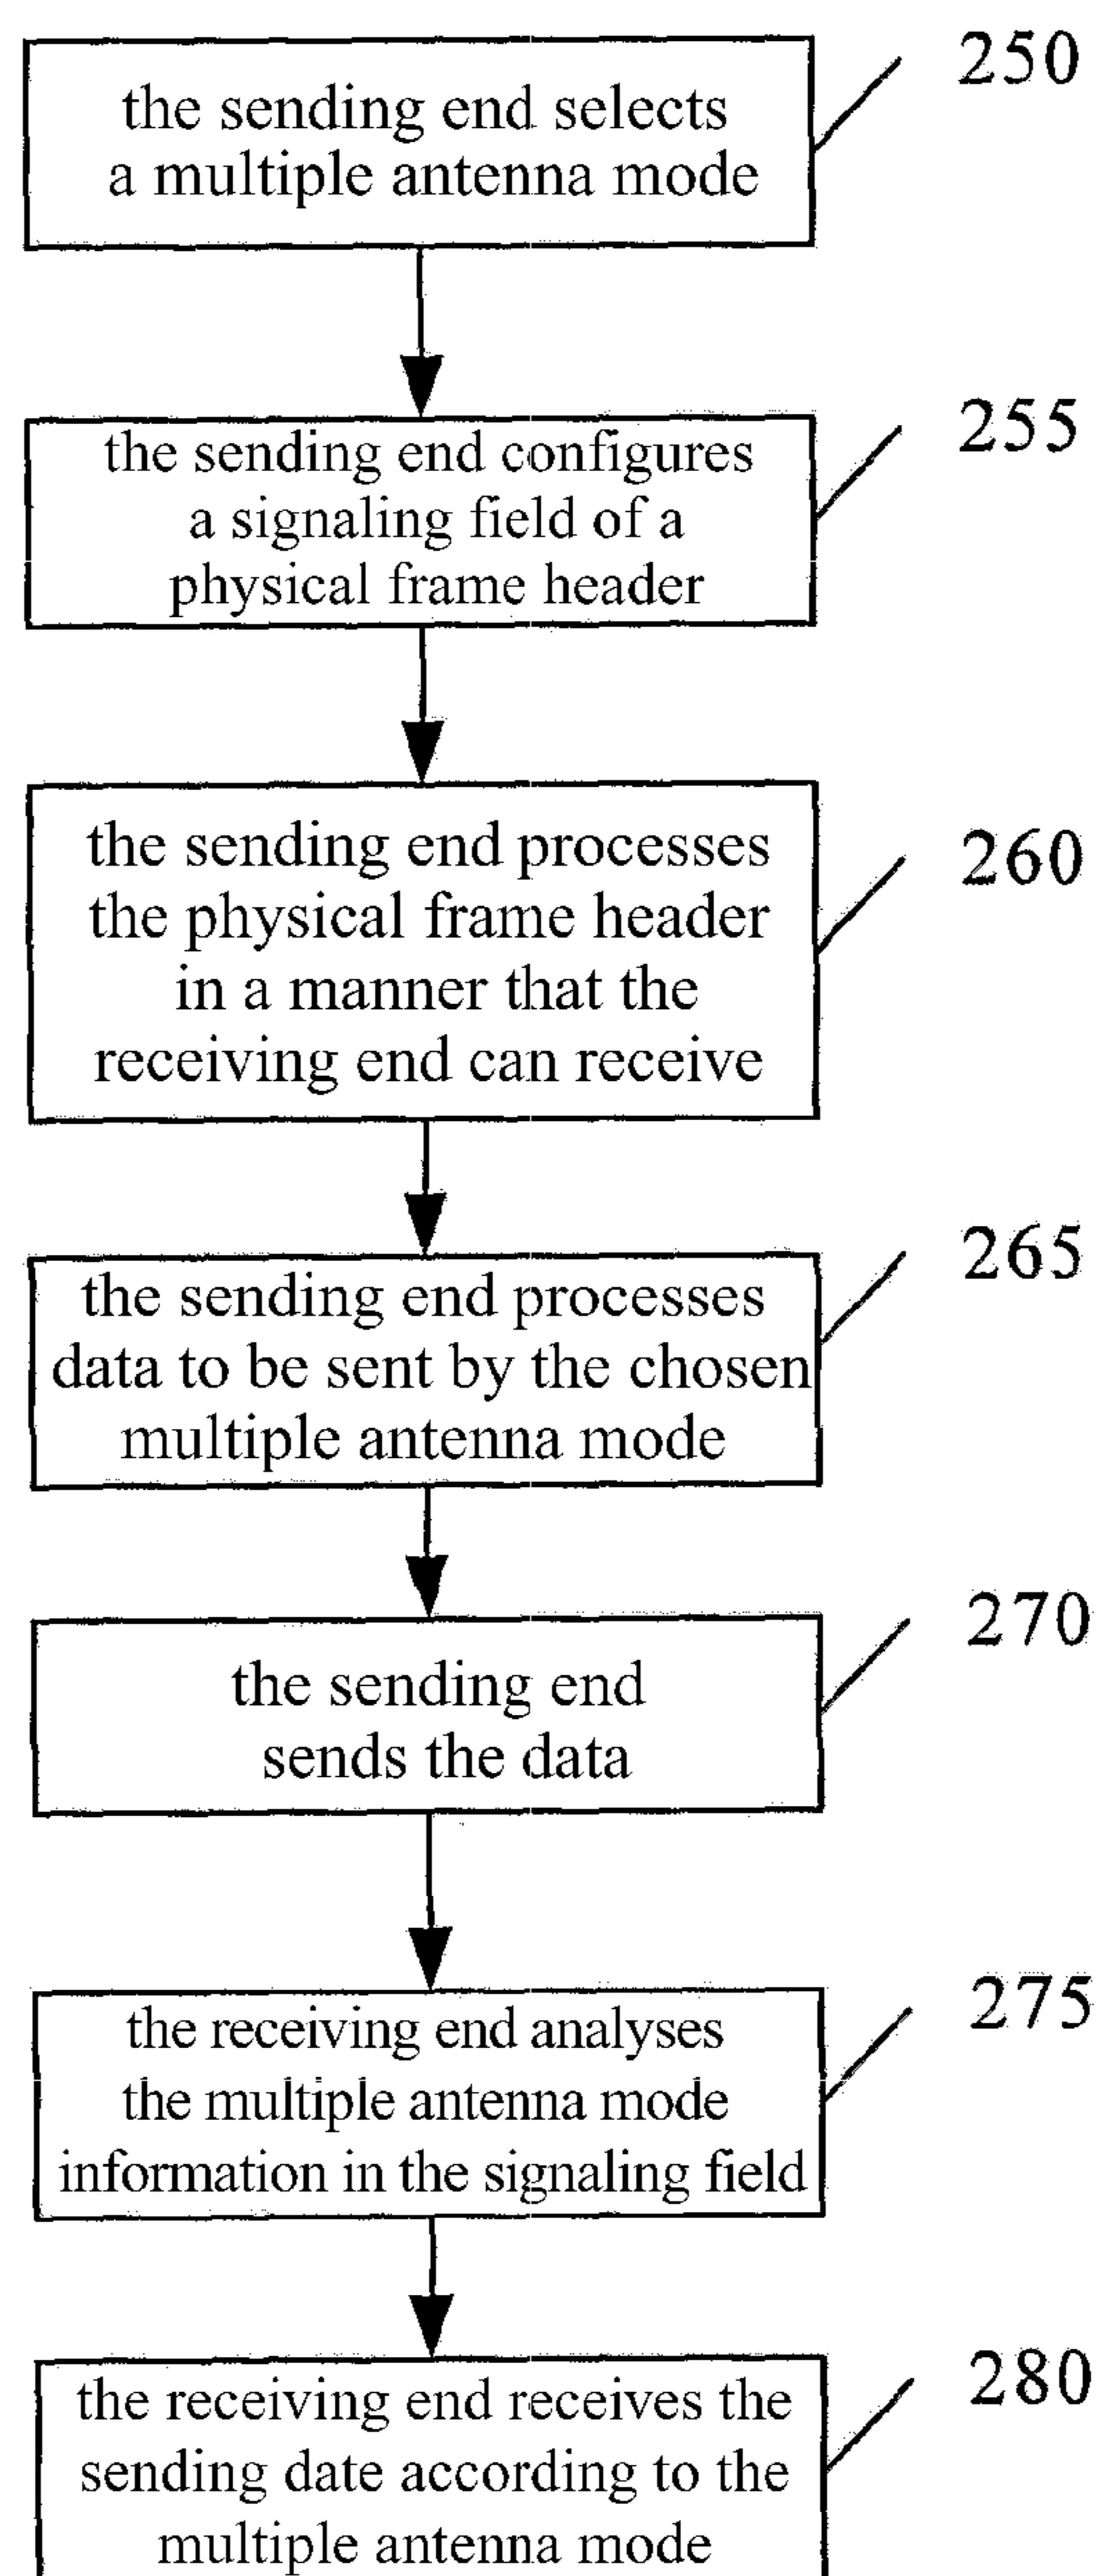 250
the sending end selects
a multiple antenna mode
255
the sending end configures
a signaling field of a
physical frame header
260
the sending end processes
the physical frame header
in a manner that the
receiving end can receive
265
the sending end processes
data to be sent by the chosen
multiple antenna mode
270
the sending end
sends the data
275
the receiving end analyses
the multiple antenna mode
information in the signaling field
280
the receiving end receives the
sending date according to the
multiple antenna mode